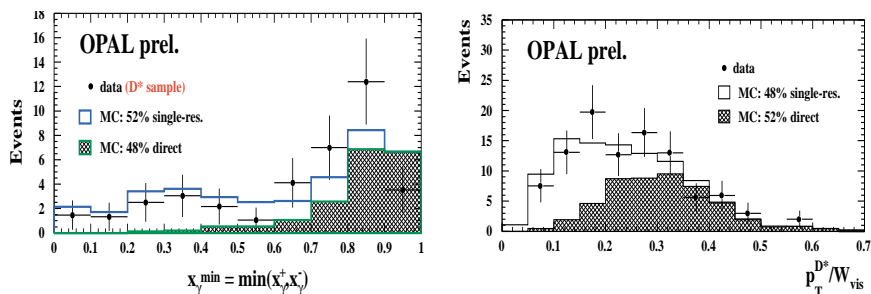 OPAL prel.
data (D* sample)
MC: 52% single-res.
MC: 48% direct
Events
18
16
14
12
10
8
6
4
2
0
0 0.1 0.2 0.3 0.4 0.5 0.6 0.7 0.8 0.9 1
xγ^min = min(xγ^+,xγ^-)
OPAL prel.
data
MC: 48% single-res.
MC: 52% direct
Events
35
30
25
20
15
10
5
0
0 0.1 0.2 0.3 0.4 0.5 0.6 0.7
p_T^D*/W_vis